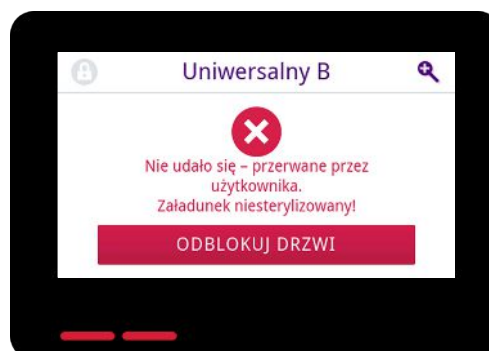 Uniwersalny B
Nie udało się – przerwane przez
użytkownika.
Załadunek niesterylizowany!
ODBLOKUJ DRZWI